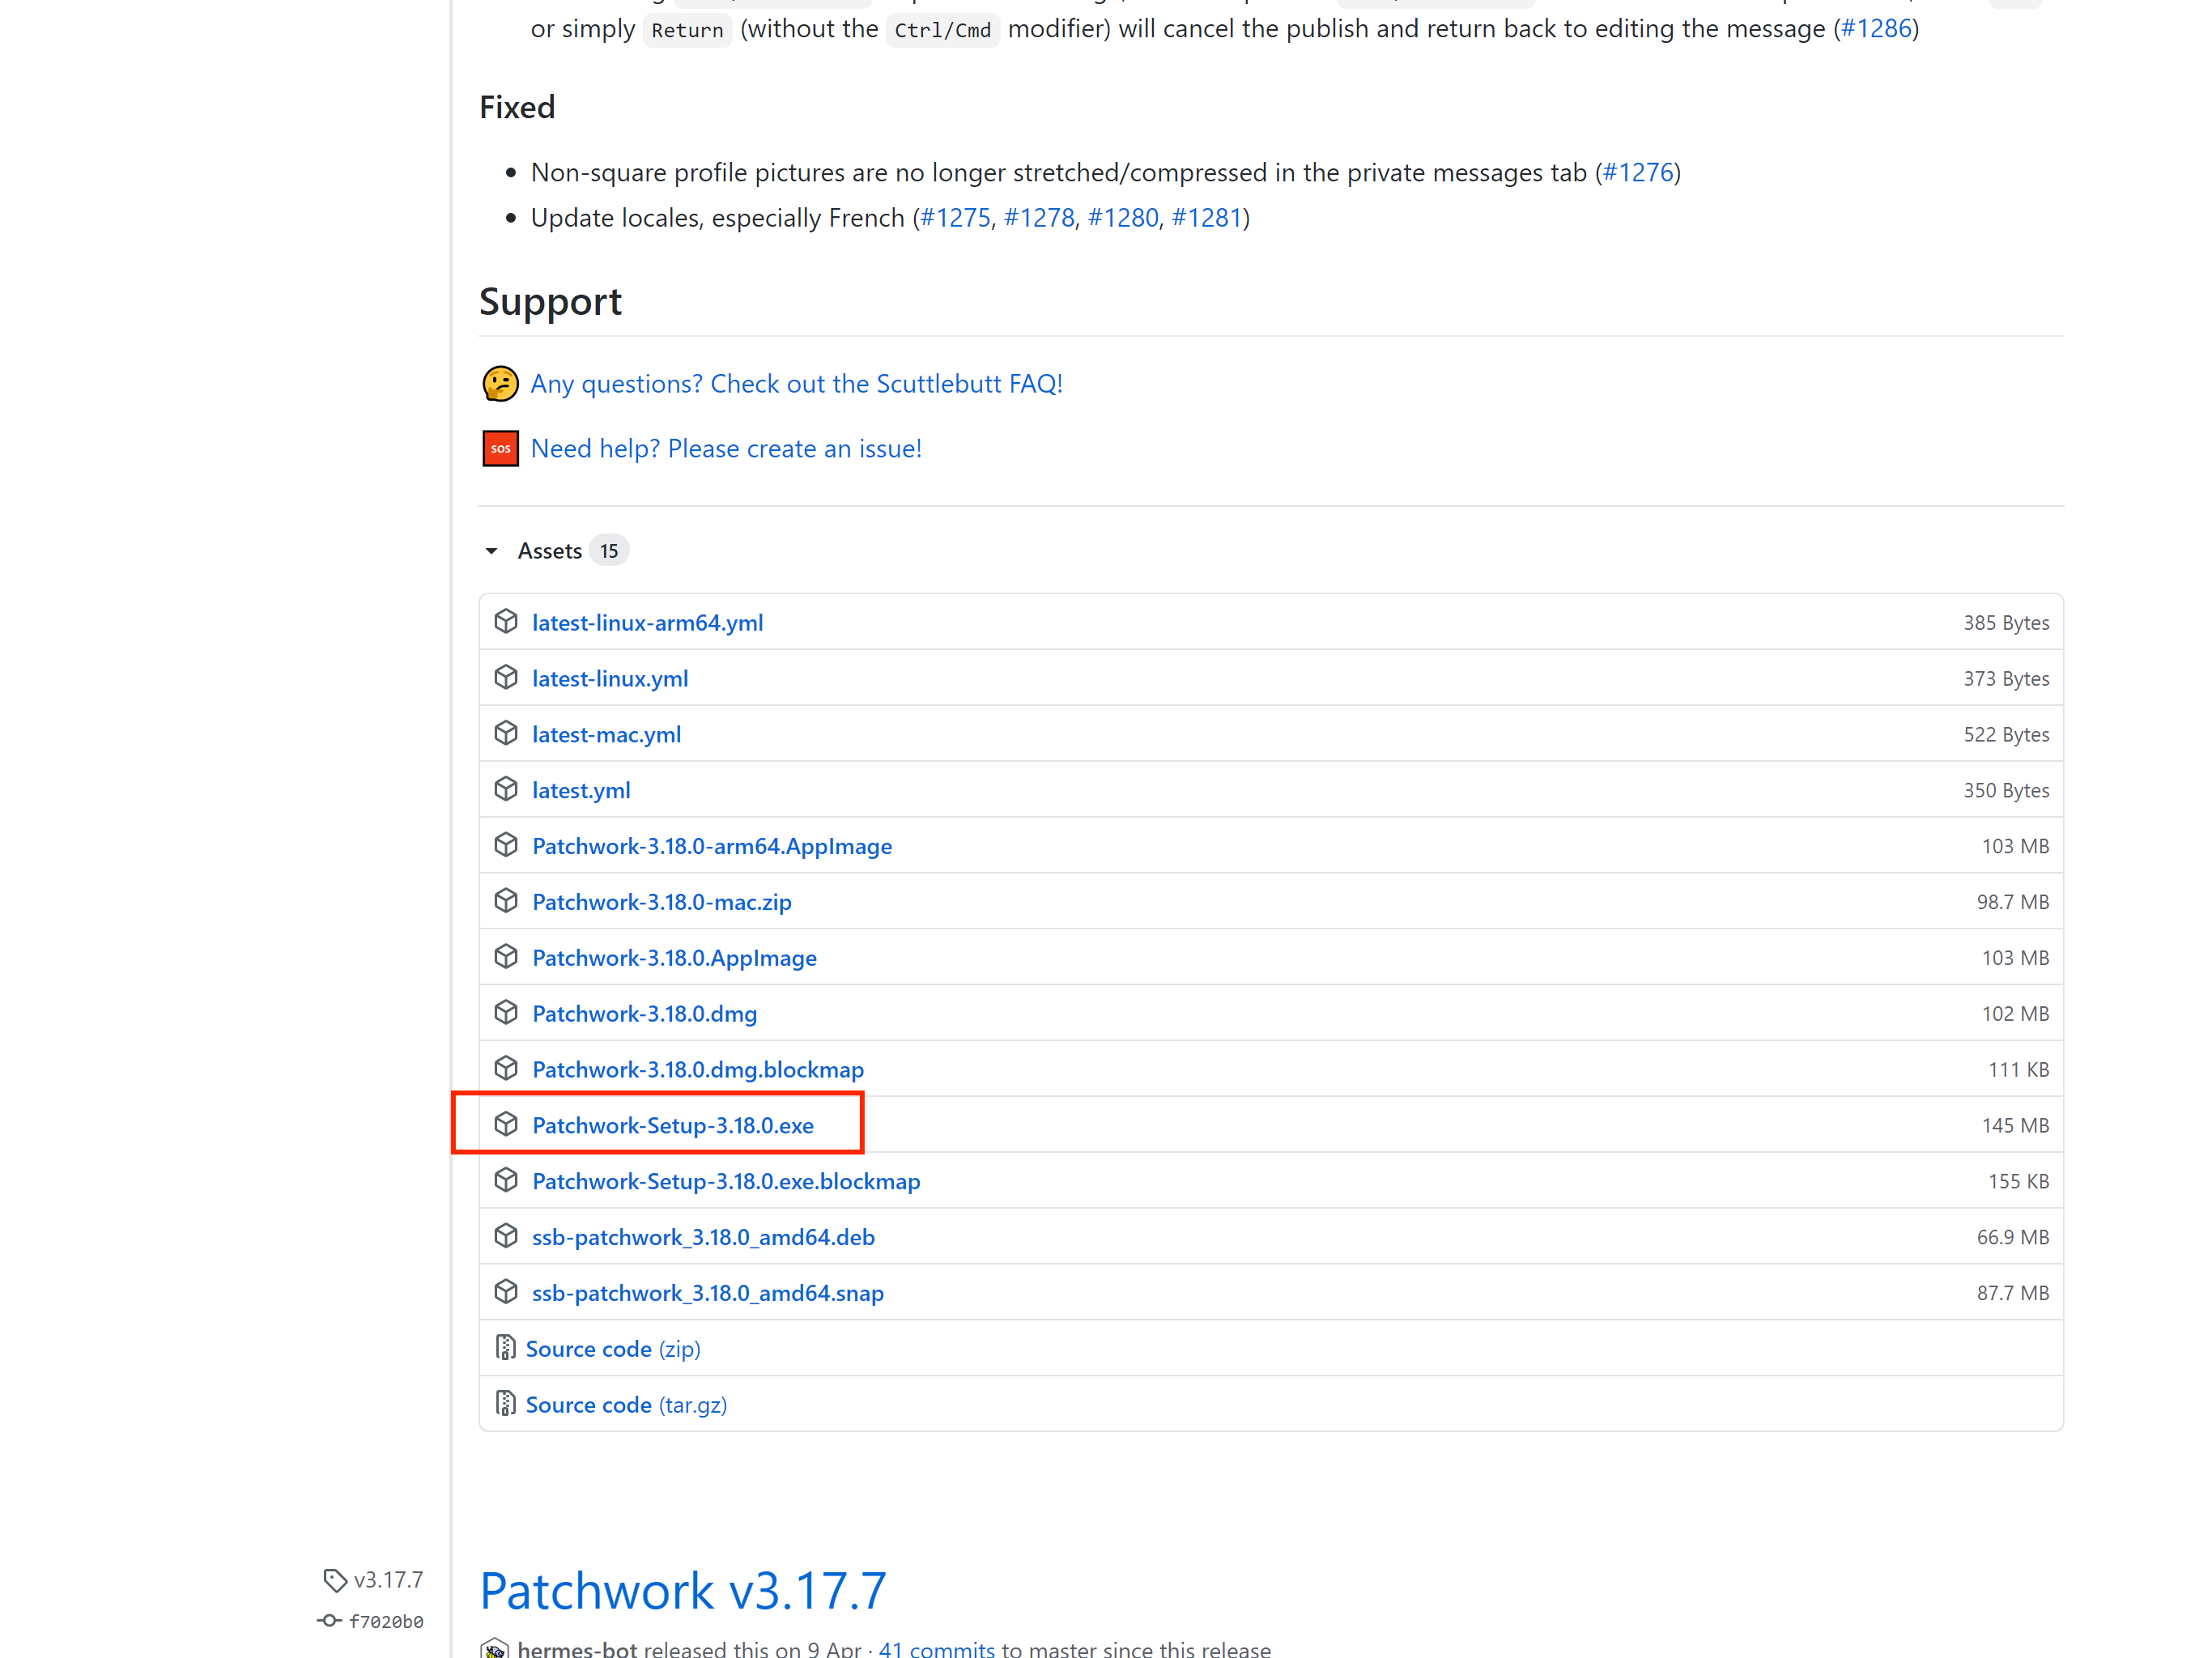 or simply Return (without the Ctrl/Cmd modifier) will cancel the publish and return back to editing the message (#1286)
Fixed
Non-square profile pictures are no longer stretched/compressed in the private messages tab (#1276)
Update locales, especially French (#1275, #1278, #1280, #1281)
Support
Any questions? Check out the Scuttlebutt FAQ!
SOS Need help? Please create an issue!
Assets 15
latest-linux-arm64.yml 385 Bytes
latest-linux.yml 373 Bytes
latest-mac.yml 522 Bytes
latest.yml 350 Bytes
Patchwork-3.18.0-arm64.AppImage 103 MB
Patchwork-3.18.0-mac.zip 98.7 MB
Patchwork-3.18.0.AppImage 103 MB
Patchwork-3.18.0.dmg 102 MB
Patchwork-3.18.0.dmg.blockmap 111 KB
Patchwork-Setup-3.18.0.exe 145 MB
Patchwork-Setup-3.18.0.exe.blockmap 155 KB
ssb-patchwork_3.18.0_amd64.deb 66.9 MB
ssb-patchwork_3.18.0_amd64.snap 87.7 MB
Source code (zip)
Source code (tar.gz)
v3.17.7
f7020b0
Patchwork v3.17.7
hermes-bot released this on 9 Apr · 41 commits to master since this release